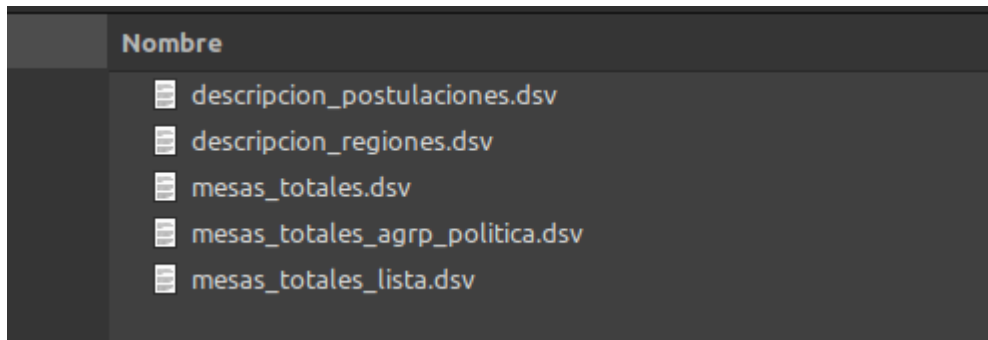 Nombre
descripcion_postulaciones.dsv
descripcion_regiones.dsv
mesas_totales.dsv
mesas_totales_agrp_politica.dsv
mesas_totales_lista.dsv